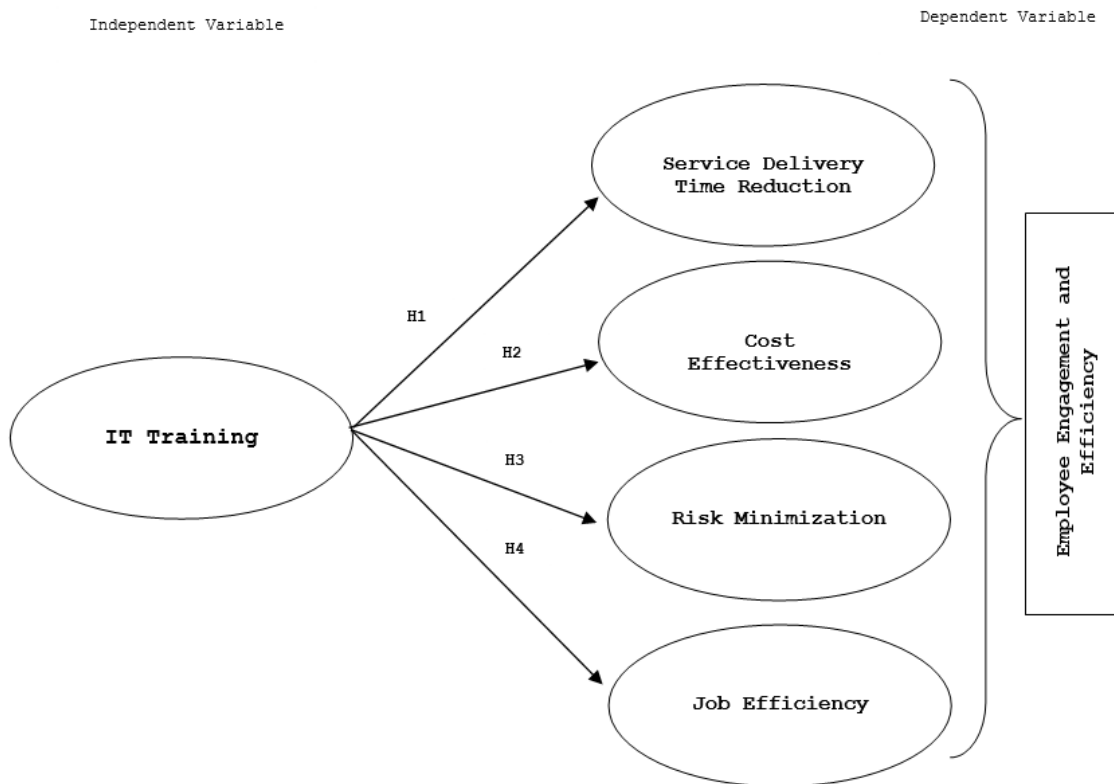 Independent Variable
Dependent Variable
Service Delivery
Time Reduction
H1
H2
Cost
Effectiveness
IT Training
H3
Risk Minimization
H4
Job Efficiency
Employee Engagement and
Efficiency